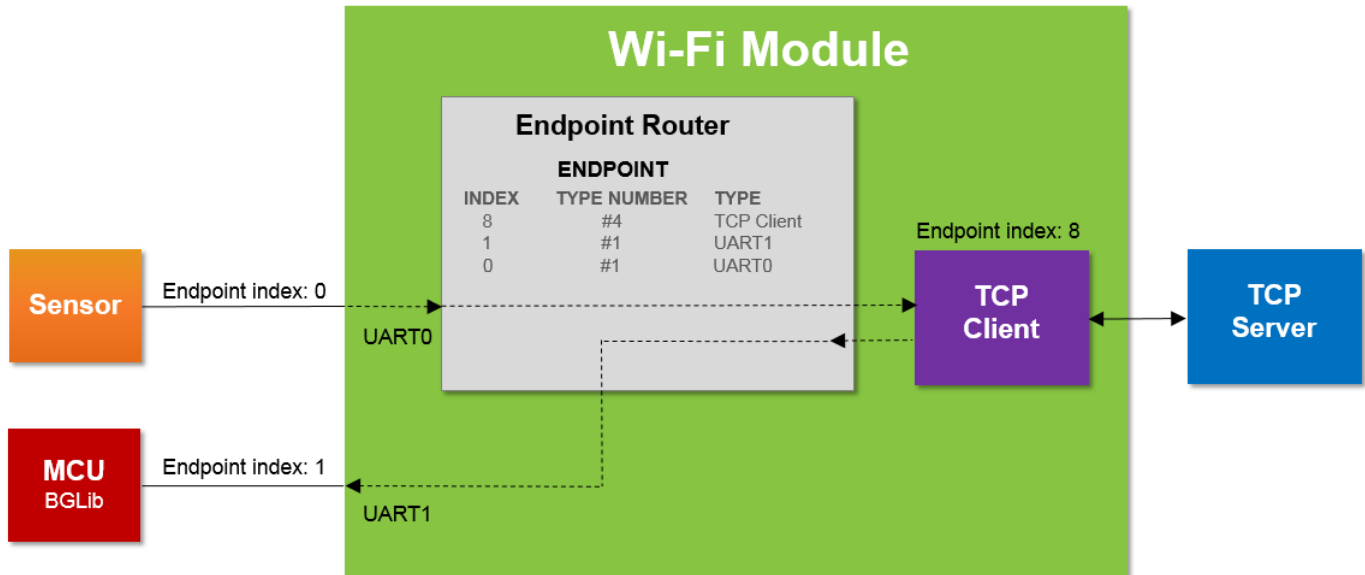 Wi-Fi Module
Endpoint Router
ENDPOINT
INDEX TYPE NUMBER TYPE
8 #4 TCP Client
1 #1 UART1
0 #1 UART0
Endpoint index: 8
Sensor
Endpoint index: 0
UART0
TCP
Client
TCP
Server
MCU
BGLib
Endpoint index: 1
UART1